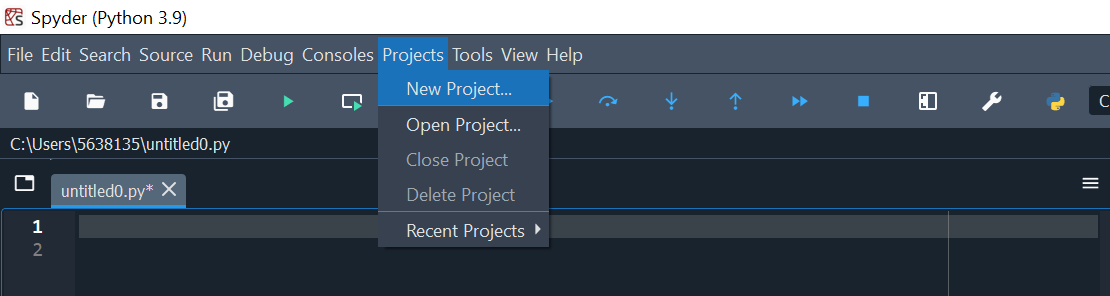 Spyder (Python 3.9)
File Edit Search Source Run Debug Consoles Projects Tools View Help
New Project...
C
Open Project...
C:\Users\5638135\untitled0.py
Close Project
untitled0.py*
Delete Project
1
2
Recent Projects